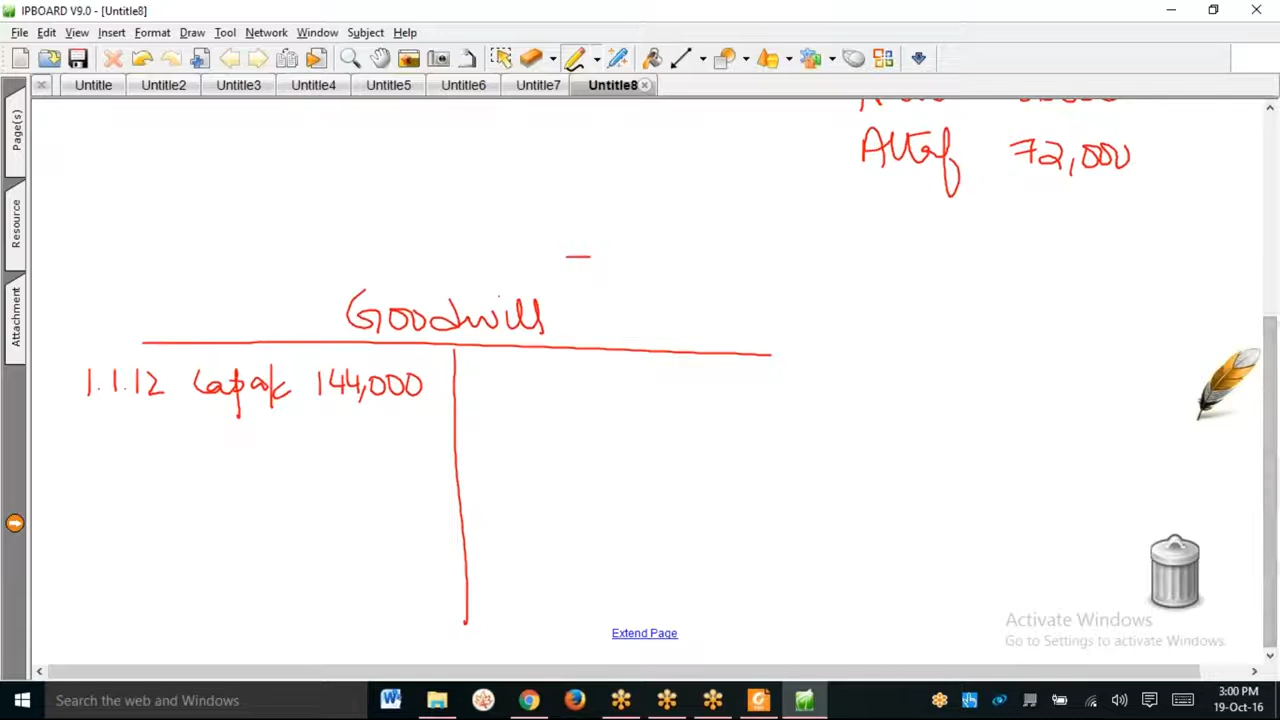 IPBOARD V9.0 - [Untitle8]
File Edit View Insert Format Draw Tool Network Window Subject Help
Untitle Untitle2 Untitle3 Untitle4 Untitle5 Untitle6 Untitle7 Untitle8
Page(s)
Resource
Attachment
Altaf 72,000
Goodwill
1.1.12 Cap a/c 144,000
Extend Page
Activate Windows
Go to Settings to activate Windows.
Search the web and Windows
3:00 PM
19-Oct-16